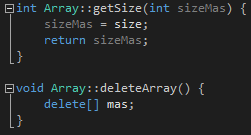 int Array::getSize(int sizeMas) {
    sizeMas = size;
    return sizeMas;
}
void Array::deleteArray() {
    delete[] mas;
}